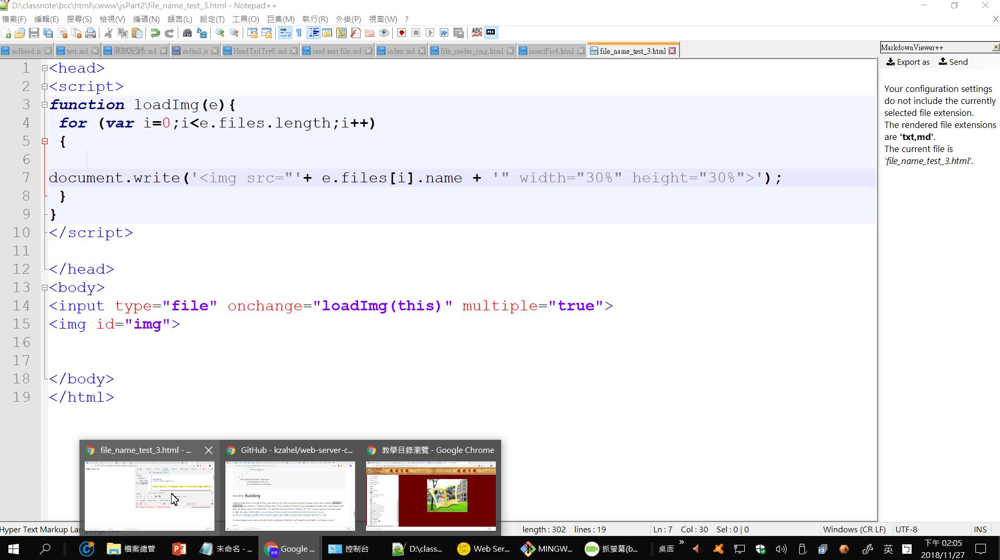 D:\classnote\bcc\html\cwww\jsPart2\file_name_test_3.html - Notepad++
檔案(F) 編輯(E) 搜尋(S) 檢視(V) 編碼(N) 語言(L) 設定(T) 工具(O) 巨集(M) 執行(R) 外掛(P) 視窗(W) ? X
mdhead.js test.md 測試紀錄.md mdtail.js HeadTailTry6.md read text file.md index.md file_reader_img.html insertPic4.html file_name_test_3.html
MarkdownViewer++
Export as Send
Your configuration settings
do not include the currently
selected file extension.
The rendered file extensions
are 'txt,md'.
The current file is
'file_name_test_3.html'.
1 <head>
2 <script>
3 function loadImg(e){
4 for (var i=0;i<e.files.length;i++)
5 {
6
7 document.write('<img src="'+ e.files[i].name + '" width="30%" height="30%">');
8 }
9 }
10 </script>
11
12 </head>
13 <body>
14 <input type="file" onchange="loadImg(this)" multiple="true">
15 <img id="img">
16
17
18 </body>
19 </html>
file_name_test_3.html - ... GitHub - kzahel/web-server-c... 教學目錄瀏覽 - Google Chrome
==== Building
Hyper Text Markup Language file length : 302 lines : 19 Ln : 7 Col : 30 Sel : 0 | 0 Windows (CR LF) UTF-8 INS
檔案總管 未命名 - ... Google ... 控制台 D:\class... Web Ser... MINGW... 抓螢幕(b... 桌面 英 下午 02:05
2018/11/27